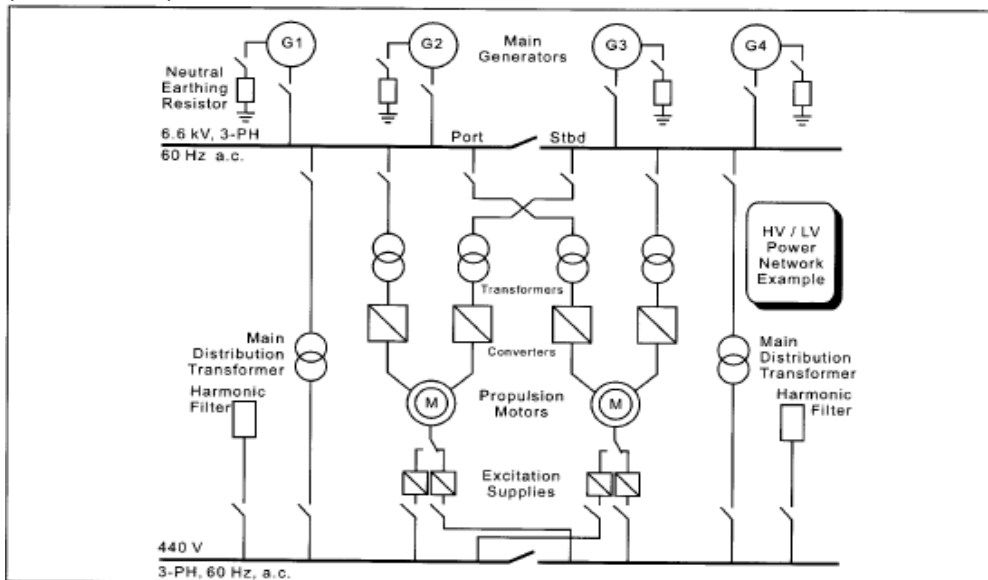 G1
G2
Main
Generators
G3
G4
Neutral
Earthing
Resistor
6.6 kV, 3-PH
Port
Stbd
60 Hz a.c.
HV / LV
Power
Network
Example
Transformers
Main
Distribution
Transformer
Converters
Main
Distribution
Transformer
Harmonic
Filter
M
Propulsion
Motors
M
Harmonic
Filter
Excitation
Supplies
440 V
3-PH, 60 Hz, a.c.